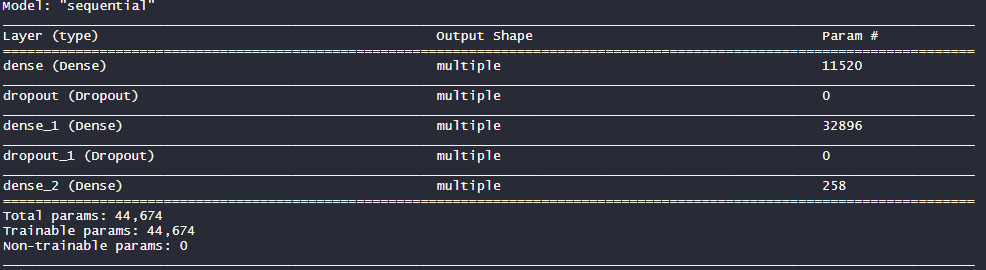 Model: "sequential"
Layer (type) Output Shape Param #
dense (Dense) multiple 11520
dropout (Dropout) multiple 0
dense_1 (Dense) multiple 32896
dropout_1 (Dropout) multiple 0
dense_2 (Dense) multiple 258
Total params: 44,674
Trainable params: 44,674
Non-trainable params: 0